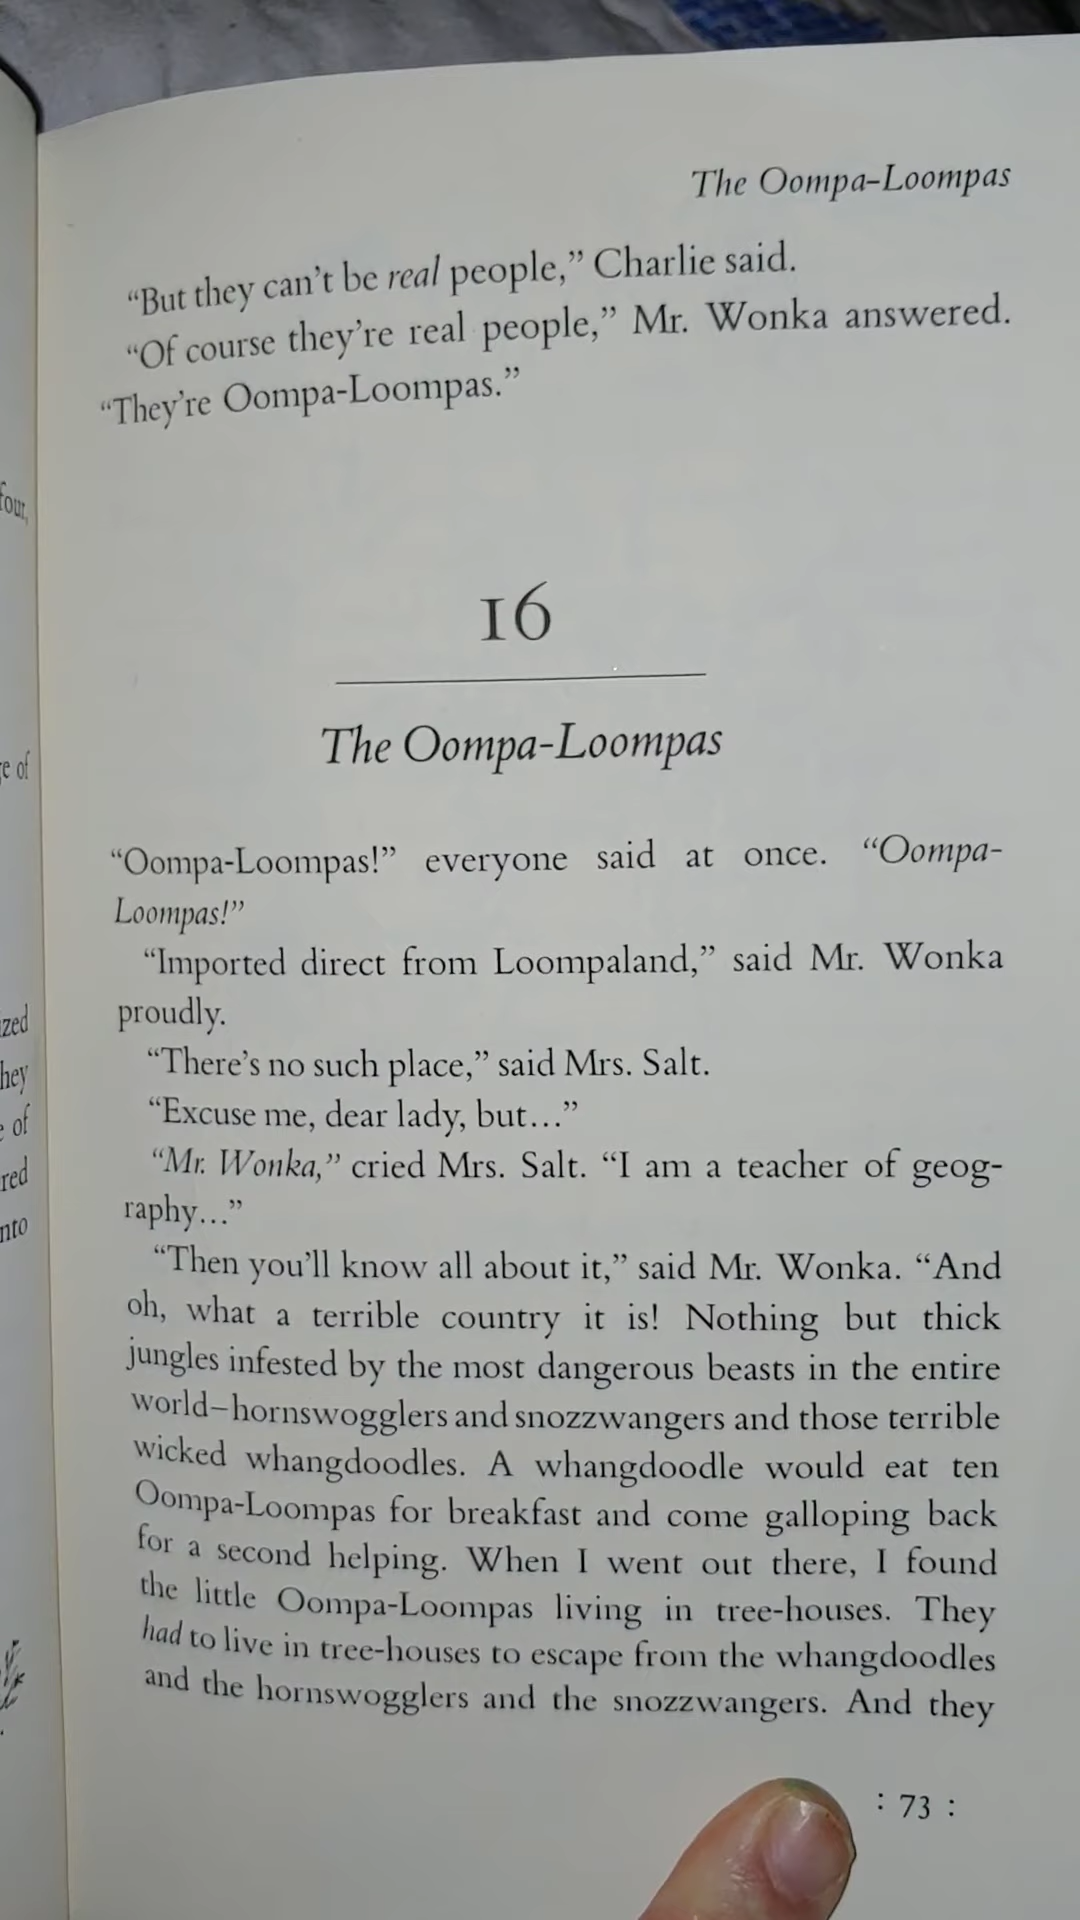 The Oompa-Loompas
“But they can’t be real people,” Charlie said.
“Of course they’re real people,” Mr. Wonka answered.
“They’re Oompa-Loompas.”
16
The Oompa-Loompas
“Oompa-Loompas!” everyone said at once. “Oompa-
Loompas!”
“Imported direct from Loompaland,” said Mr. Wonka
proudly.
“There’s no such place,” said Mrs. Salt.
“Excuse me, dear lady, but...”
“Mr. Wonka,” cried Mrs. Salt. “I am a teacher of geog-
raphy...”
“Then you’ll know all about it,” said Mr. Wonka. “And
oh, what a terrible country it is! Nothing but thick
jungles infested by the most dangerous beasts in the entire
world–hornswogglers and snozzwangers and those terrible
wicked whangdoodles. A whangdoodle would eat ten
Oompa-Loompas for breakfast and come galloping back
for a second helping. When I went out there, I found
the little Oompa-Loompas living in tree-houses. They
had to live in tree-houses to escape from the whangdoodles
and the hornswogglers and the snozzwangers. And they
: 73 :
four,
of
hey
of